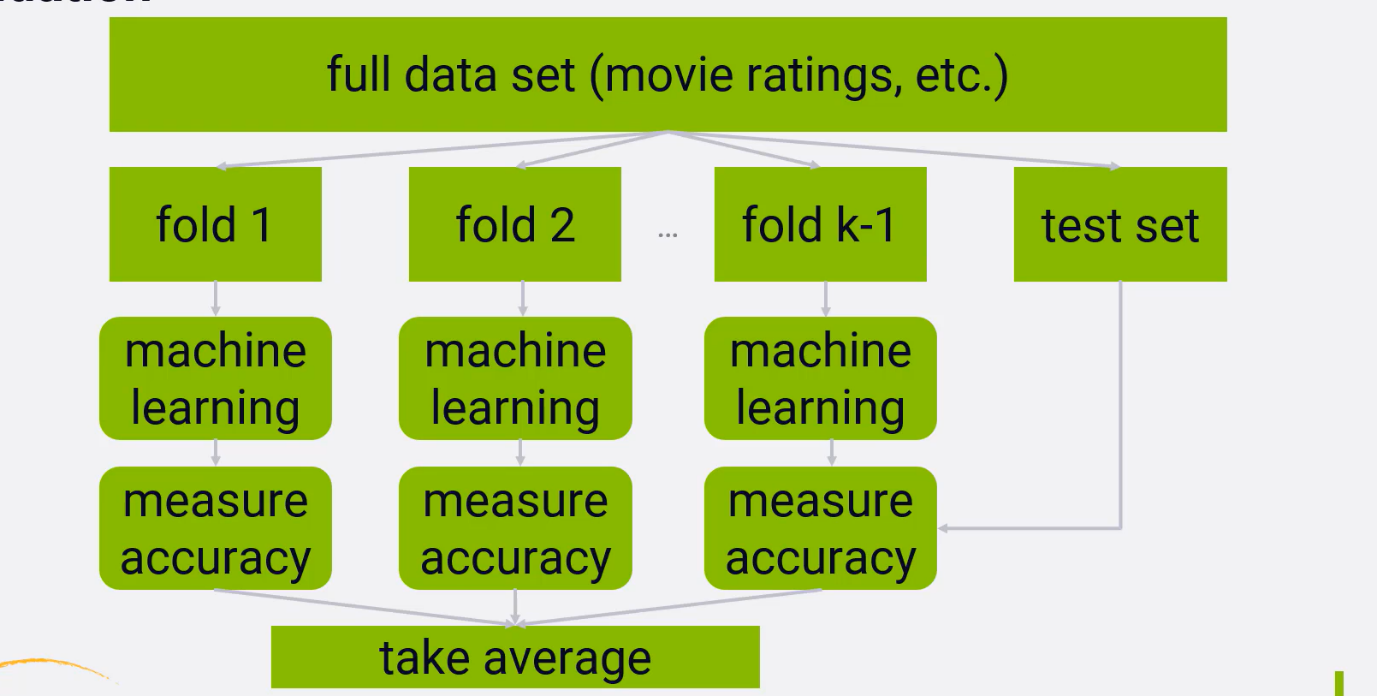 full data set (movie ratings, etc.)
fold 1
fold 2
...
fold k-1
test set
machine
learning
machine
learning
machine
learning
measure
accuracy
measure
accuracy
measure
accuracy
take average